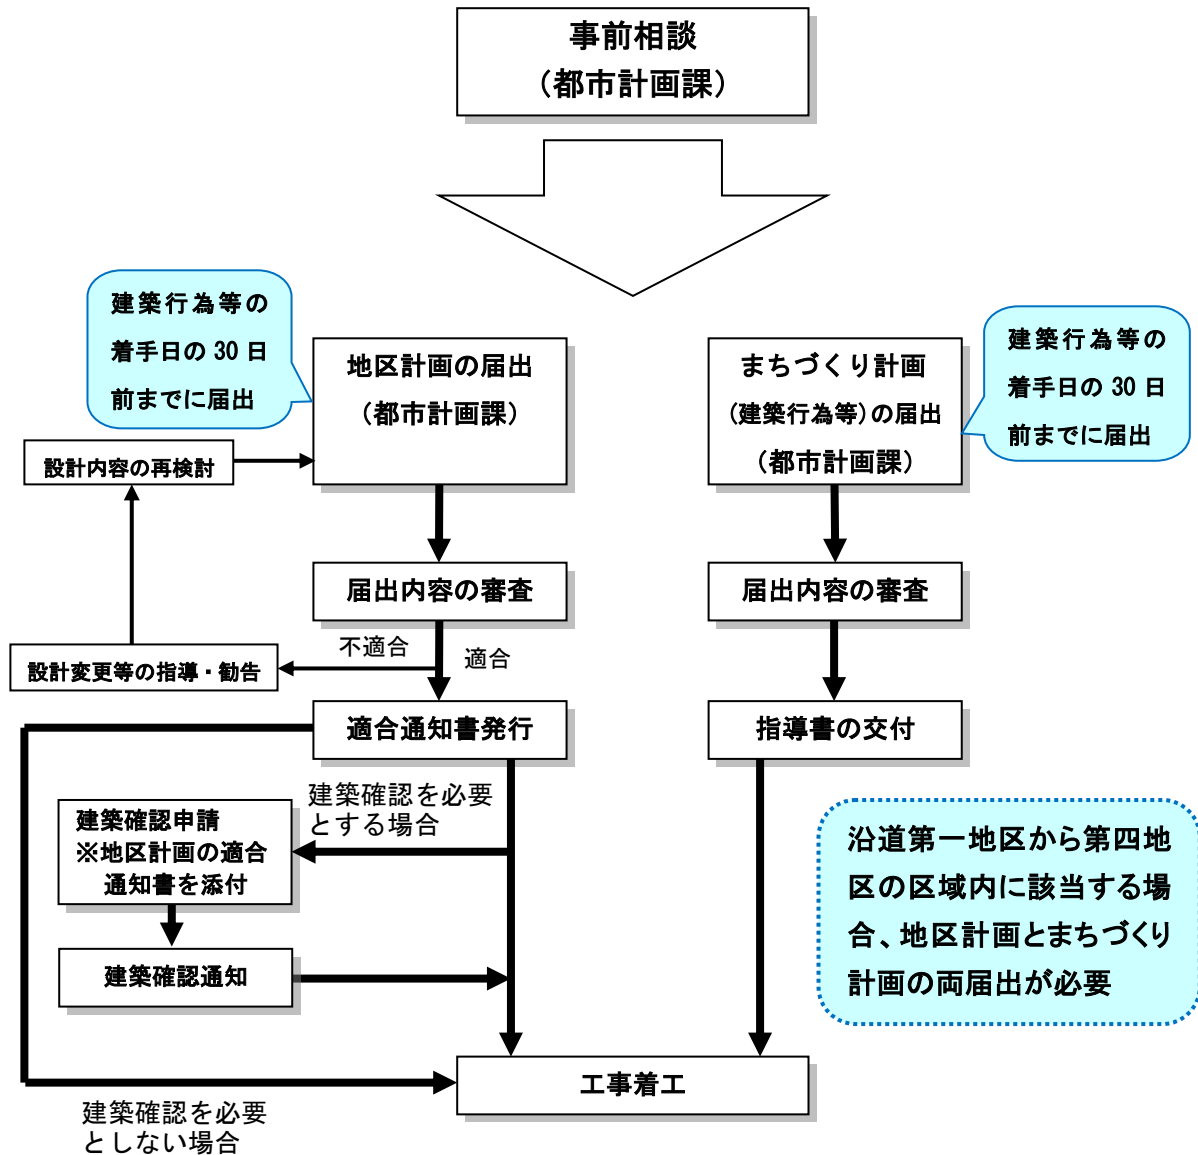 事前相談
（都市計画課）
建築行為等の
着手日の 30 日
前までに届出
地区計画の届出
（都市計画課）
まちづくり計画
（建築行為等）の届出
（都市計画課）
建築行為等の
着手日の 30 日
前までに届出
設計内容の再検討
届出内容の審査
届出内容の審査
不適合
適合
設計変更等の指導・勧告
適合通知書発行
指導書の交付
建築確認を必要
とする場合
建築確認申請
※地区計画の適合
通知書を添付
建築確認通知
沿道第一地区から第四地
区の区域内に該当する場
合、地区計画とまちづくり
計画の両届出が必要
工事着工
建築確認を必要
としない場合